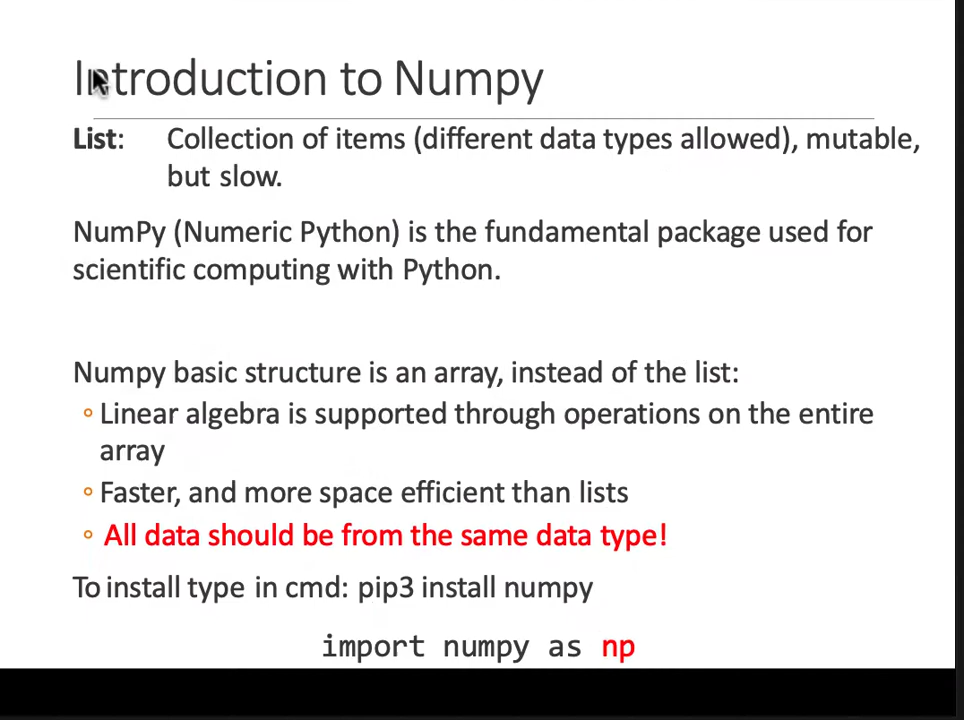 Introduction to Numpy
List: Collection of items (different data types allowed), mutable,
but slow.
NumPy (Numeric Python) is the fundamental package used for
scientific computing with Python.
Numpy basic structure is an array, instead of the list:
◦ Linear algebra is supported through operations on the entire
array
◦ Faster, and more space efficient than lists
◦ All data should be from the same data type!
To install type in cmd: pip3 install numpy
import numpy as np